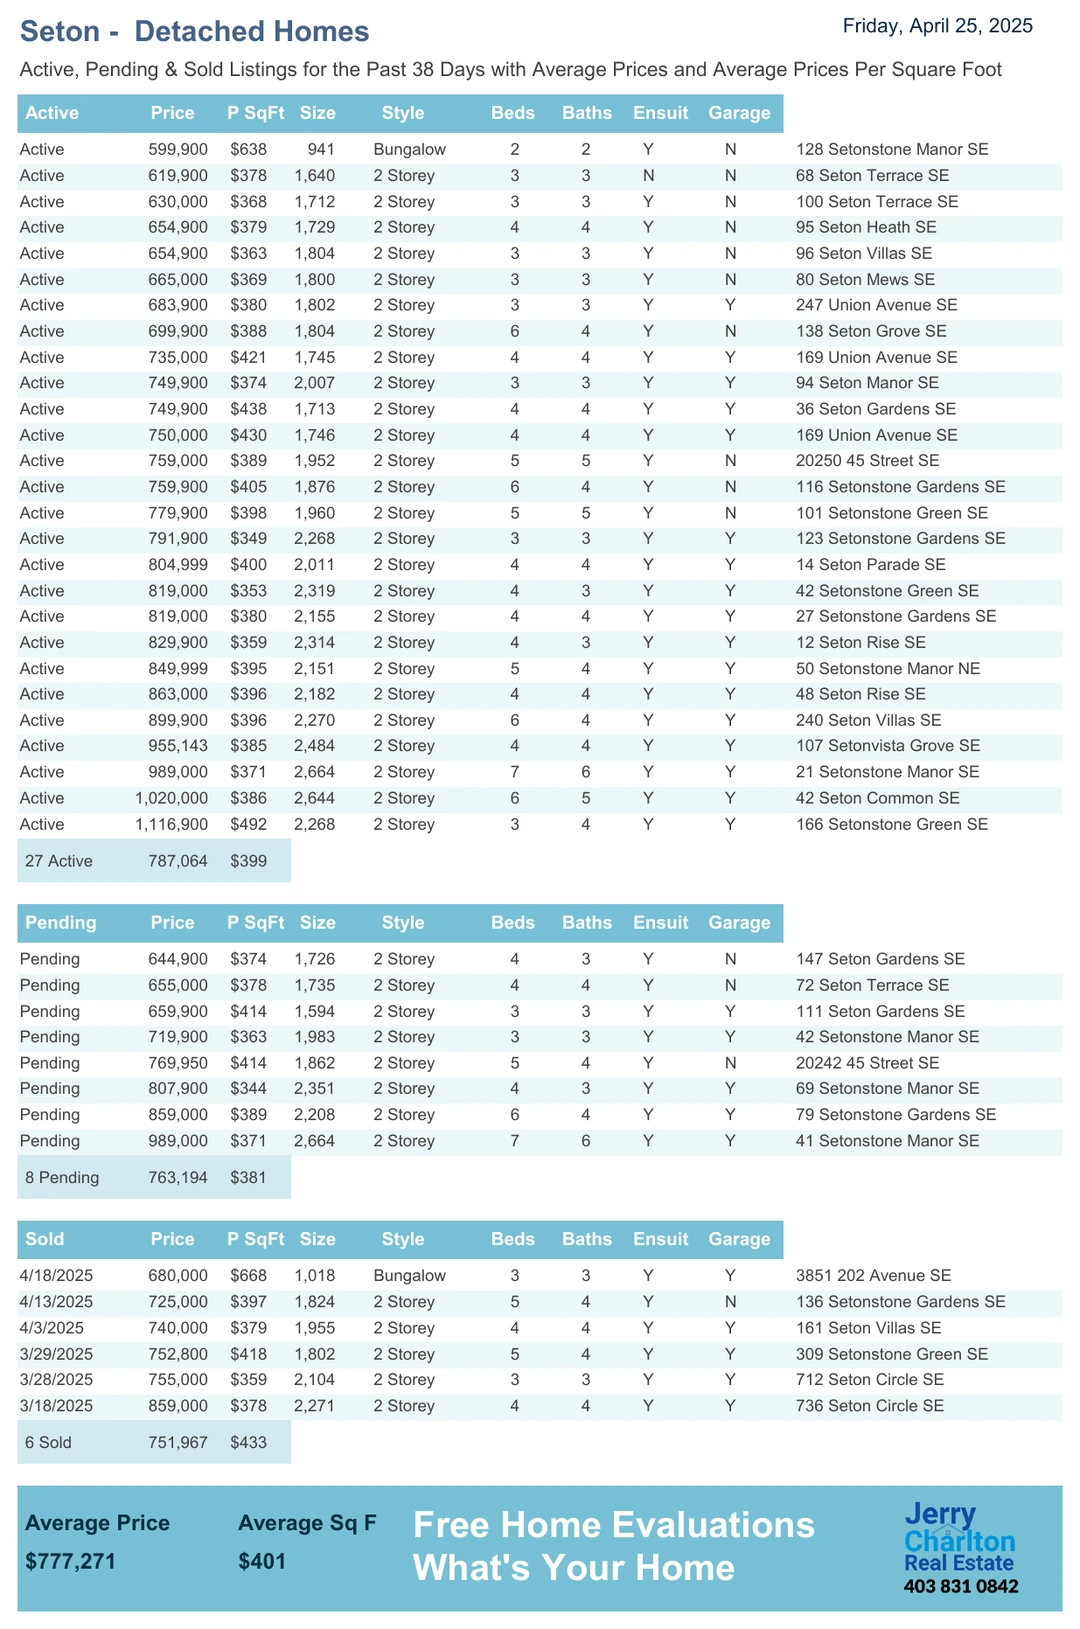 Seton - Detached Homes
Friday, April 25, 2025
Active, Pending & Sold Listings for the Past 38 Days with Average Prices and Average Prices Per Square Foot
Active Price P SqFt Size Style Beds Baths Ensuit Garage
Active 599,900 $638 941 Bungalow 2 2 Y N 128 Setonstone Manor SE
Active 619,900 $378 1,640 2 Storey 3 3 N N 68 Seton Terrace SE
Active 630,000 $368 1,712 2 Storey 3 3 Y N 100 Seton Terrace SE
Active 654,900 $379 1,729 2 Storey 4 4 Y N 95 Seton Heath SE
Active 654,900 $363 1,804 2 Storey 3 3 Y N 96 Seton Villas SE
Active 665,000 $369 1,800 2 Storey 3 3 Y N 80 Seton Mews SE
Active 683,900 $380 1,802 2 Storey 3 3 Y Y 247 Union Avenue SE
Active 699,900 $388 1,804 2 Storey 6 4 Y N 138 Seton Grove SE
Active 735,000 $421 1,745 2 Storey 4 4 Y Y 169 Union Avenue SE
Active 749,900 $374 2,007 2 Storey 3 3 Y Y 94 Seton Manor SE
Active 749,900 $438 1,713 2 Storey 4 4 Y Y 36 Seton Gardens SE
Active 750,000 $430 1,746 2 Storey 4 4 Y Y 169 Union Avenue SE
Active 759,000 $389 1,952 2 Storey 5 5 Y N 20250 45 Street SE
Active 759,900 $405 1,876 2 Storey 6 4 Y N 116 Setonstone Gardens SE
Active 779,900 $398 1,960 2 Storey 5 5 Y N 101 Setonstone Green SE
Active 791,900 $349 2,268 2 Storey 3 3 Y Y 123 Setonstone Gardens SE
Active 804,999 $400 2,011 2 Storey 4 4 Y Y 14 Seton Parade SE
Active 819,000 $353 2,319 2 Storey 4 3 Y Y 42 Setonstone Green SE
Active 819,000 $380 2,155 2 Storey 4 4 Y Y 27 Setonstone Gardens SE
Active 829,900 $359 2,314 2 Storey 4 3 Y Y 12 Seton Rise SE
Active 849,999 $395 2,151 2 Storey 5 4 Y Y 50 Setonstone Manor NE
Active 863,000 $396 2,182 2 Storey 4 4 Y Y 48 Seton Rise SE
Active 899,900 $396 2,270 2 Storey 6 4 Y Y 240 Seton Villas SE
Active 955,143 $385 2,484 2 Storey 4 4 Y Y 107 Setonvista Grove SE
Active 989,000 $371 2,664 2 Storey 7 6 Y Y 21 Setonstone Manor SE
Active 1,020,000 $386 2,644 2 Storey 6 5 Y Y 42 Seton Common SE
Active 1,116,900 $492 2,268 2 Storey 3 4 Y Y 166 Setonstone Green SE
27 Active 787,064 $399
Pending Price P SqFt Size Style Beds Baths Ensuit Garage
Pending 644,900 $374 1,726 2 Storey 4 3 Y N 147 Seton Gardens SE
Pending 655,000 $378 1,735 2 Storey 4 4 Y N 72 Seton Terrace SE
Pending 659,900 $414 1,594 2 Storey 3 3 Y Y 111 Seton Gardens SE
Pending 719,900 $363 1,983 2 Storey 3 3 Y Y 42 Setonstone Manor SE
Pending 769,950 $414 1,862 2 Storey 5 4 Y N 20242 45 Street SE
Pending 807,900 $344 2,351 2 Storey 4 3 Y Y 69 Setonstone Manor SE
Pending 859,000 $389 2,208 2 Storey 6 4 Y Y 79 Setonstone Gardens SE
Pending 989,000 $371 2,664 2 Storey 7 6 Y Y 41 Setonstone Manor SE
8 Pending 763,194 $381
Sold Price P SqFt Size Style Beds Baths Ensuit Garage
4/18/2025 680,000 $668 1,018 Bungalow 3 3 Y Y 3851 202 Avenue SE
4/13/2025 725,000 $397 1,824 2 Storey 5 4 Y N 136 Setonstone Gardens SE
4/3/2025 740,000 $379 1,955 2 Storey 4 4 Y Y 161 Seton Villas SE
3/29/2025 752,800 $418 1,802 2 Storey 5 4 Y Y 309 Setonstone Green SE
3/28/2025 755,000 $359 2,104 2 Storey 3 3 Y Y 712 Seton Circle SE
3/18/2025 859,000 $378 2,271 2 Storey 4 4 Y Y 736 Seton Circle SE
6 Sold 751,967 $433
Average Price Average Sq F
$777,271 $401
Free Home Evaluations
What's Your Home
Jerry
Charlton
Real Estate
403 831 0842